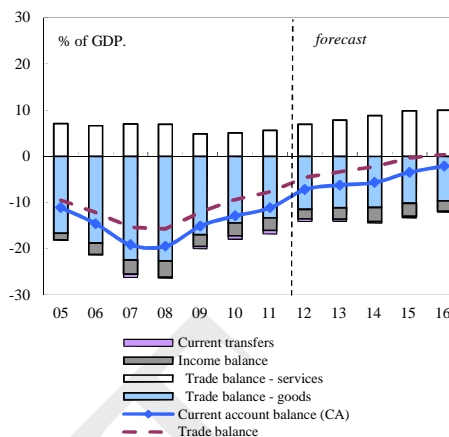 % of GDP.
forecast
30
20
10
0
-10
-20
-30
05 06 07 08 09 10 11 12 13 14 15 16
Current transfers
Income balance
Trade balance - services
Trade balance - goods
Current account balance (CA)
Trade balance